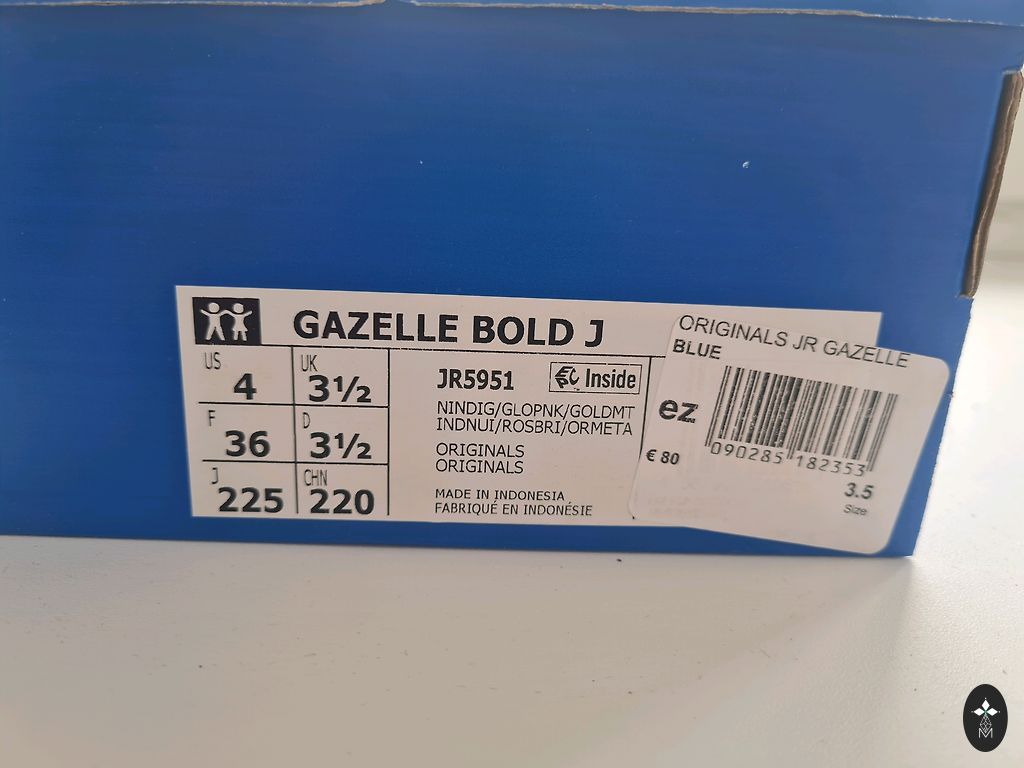 GAZELLE BOLD J
US
4
UK
3½
F
36
D
3½
J
225
CHN
220
JR5951
Inside
NINDIG/GLOPNK/GOLDMT
INDNUI/ROSBRI/ORMETA
ORIGINALS
ORIGINALS
MADE IN INDONESIA
FABRIQUÉ EN INDONÉSIE
ORIGINALS JR GAZELLE
BLUE
ez
€ 80
090285 182353
3.5
Size
M